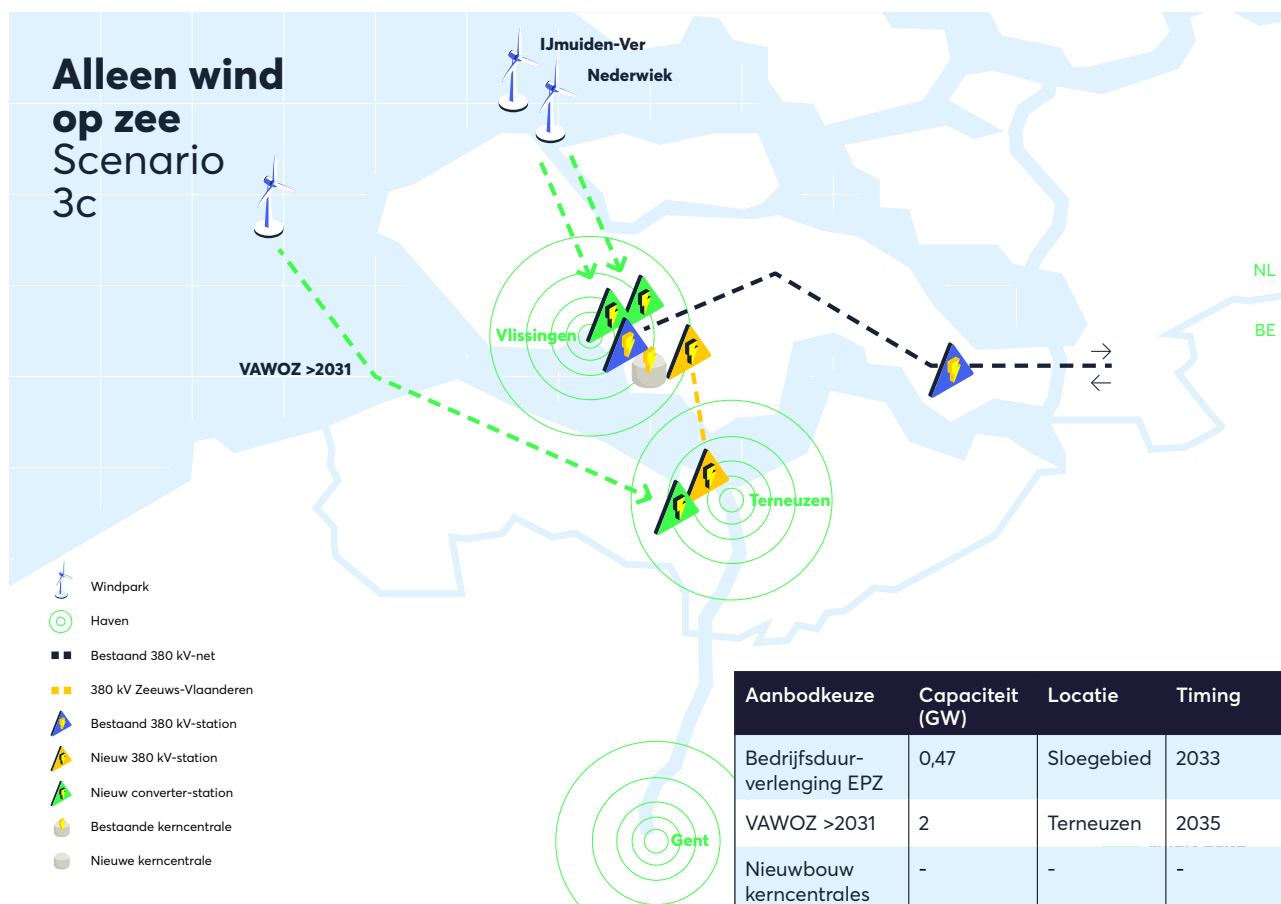 Alleen wind
op zee
Scenario
3c
IJmuiden-Ver
Nederwiek
NL
BE
Vlissingen
VAWOZ >2031
Terneuzen
Gent
Windpark
Haven
Bestaand 380 kV-net
380 kV Zeeuws-Vlaanderen
Bestaand 380 kV-station
Nieuw 380 kV-station
Nieuw converter-station
Bestaande kerncentrale
Nieuwe kerncentrale
Aanbodkeuze Capaciteit (GW) Locatie Timing
Bedrijfsduur-
verlenging EPZ 0,47 Sloegebied 2033
VAWOZ >2031 2 Terneuzen 2035
Nieuwbouw
kerncentrales - - -